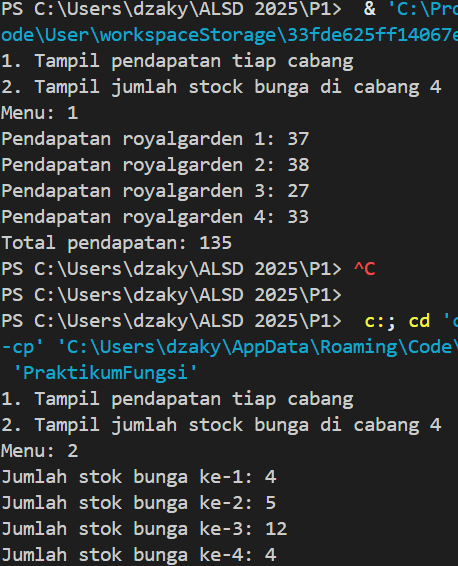 PS C:\Users\dzaky\ALSD 2025\P1>  & 'C:\Pro
ode\User\workspaceStorage\33fde625ff14067e
1. Tampil pendapatan tiap cabang
2. Tampil jumlah stock bunga di cabang 4
Menu: 1
Pendapatan royalgarden 1: 37
Pendapatan royalgarden 2: 38
Pendapatan royalgarden 3: 27
Pendapatan royalgarden 4: 33
Total pendapatan: 135
PS C:\Users\dzaky\ALSD 2025\P1> ^C
PS C:\Users\dzaky\ALSD 2025\P1>
PS C:\Users\dzaky\ALSD 2025\P1>  c:; cd 'c
-cp' 'C:\Users\dzaky\AppData\Roaming\Code\
 'PraktikumFungsi'
1. Tampil pendapatan tiap cabang
2. Tampil jumlah stock bunga di cabang 4
Menu: 2
Jumlah stok bunga ke-1: 4
Jumlah stok bunga ke-2: 5
Jumlah stok bunga ke-3: 12
Jumlah stok bunga ke-4: 4